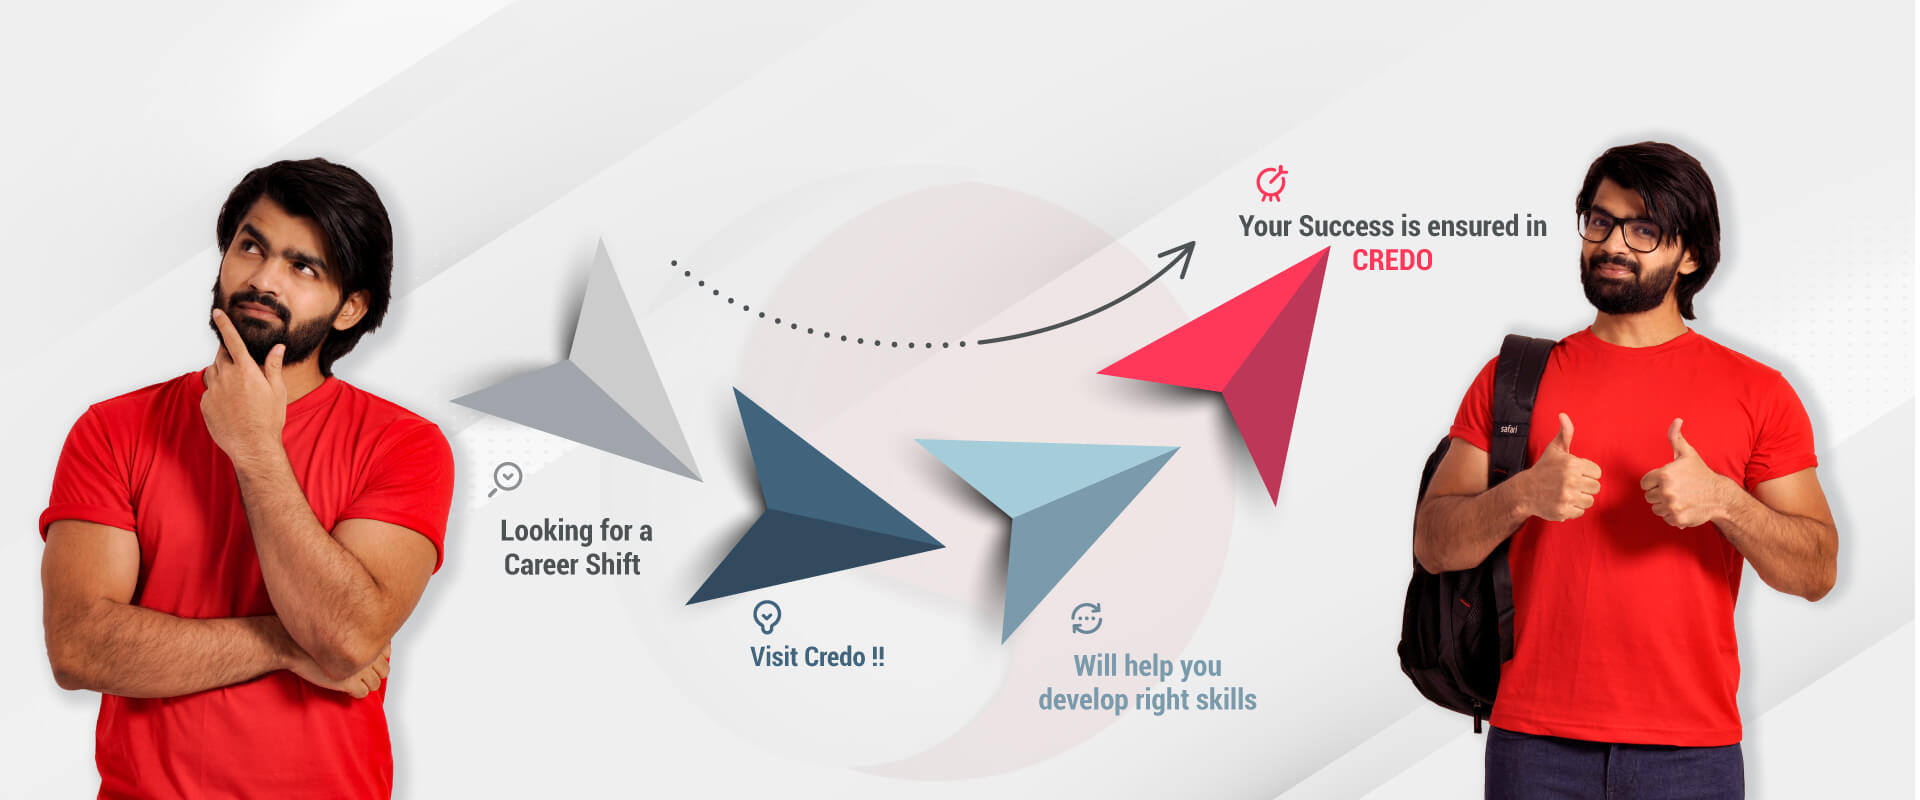 Looking for a
Career Shift
Visit Credo !!
Will help you
develop right skills
Your Success is ensured in
CREDO
safari